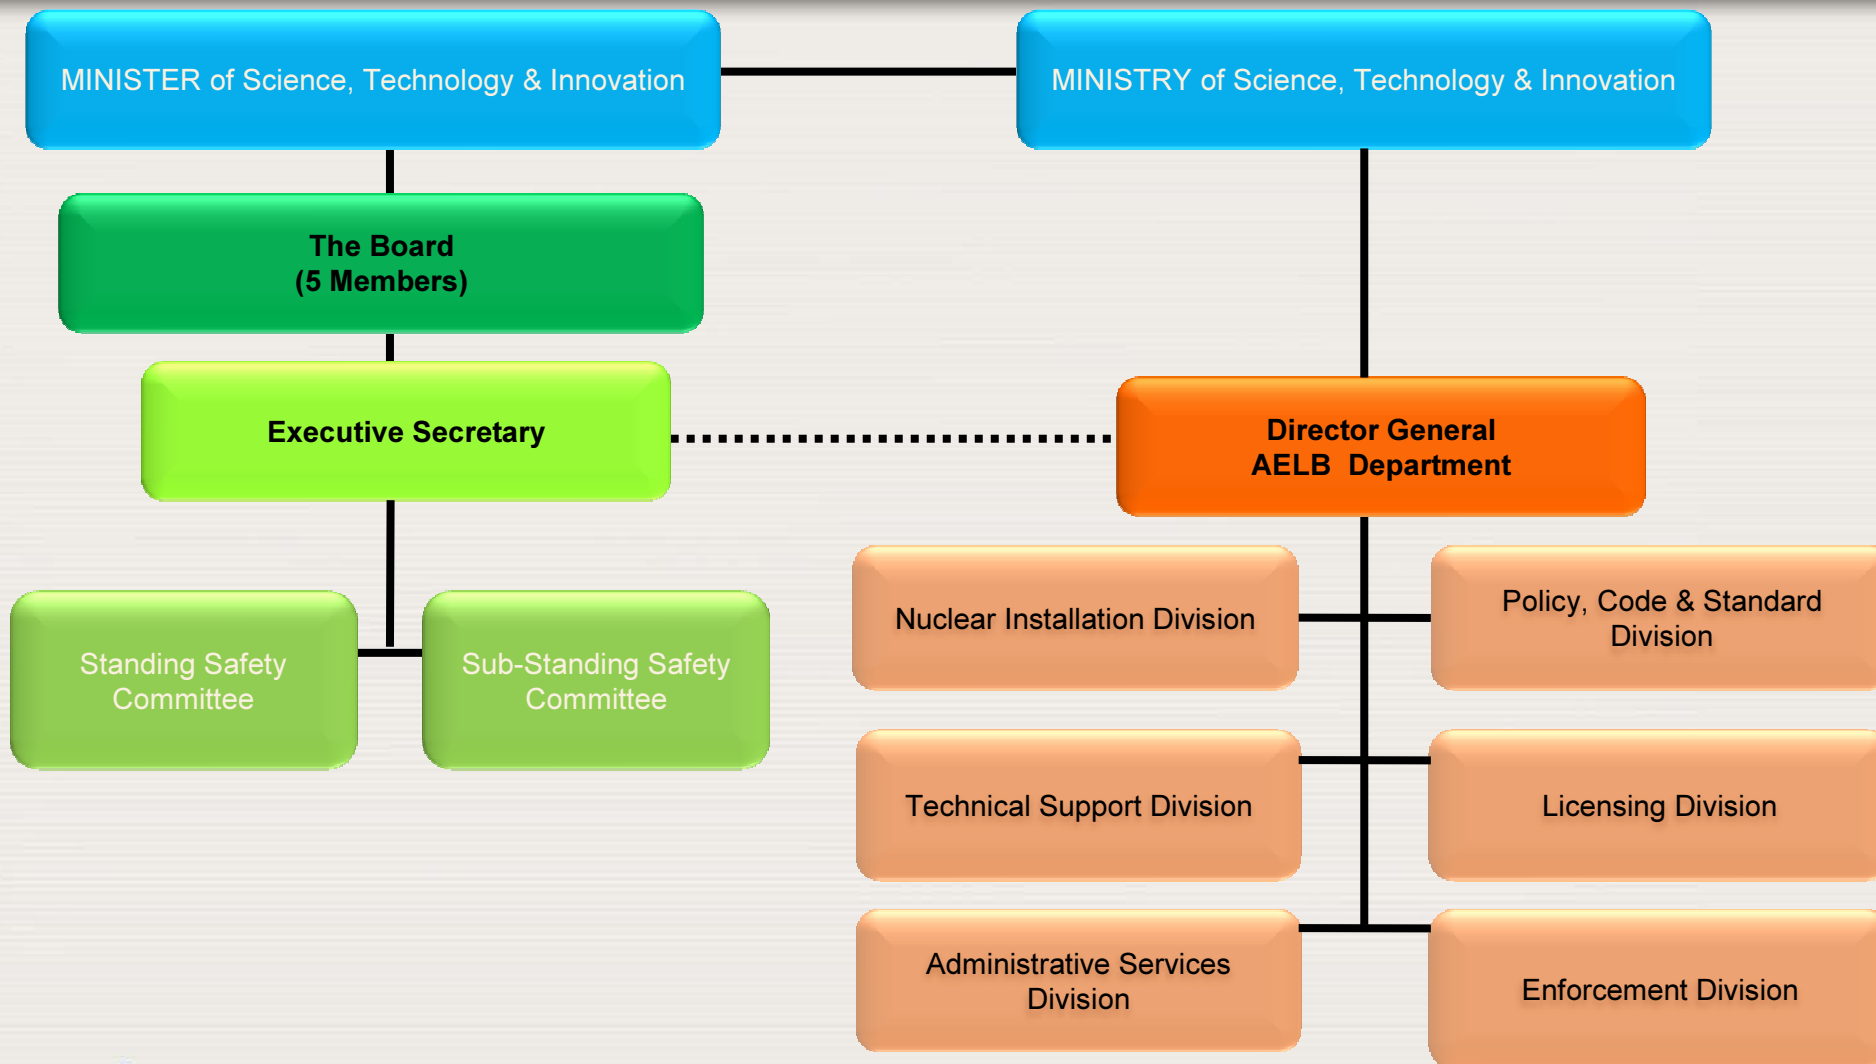 MINISTER of Science, Technology & Innovation
MINISTRY of Science, Technology & Innovation
The Board
(5 Members)
Executive Secretary
Director General
AELB Department
Standing Safety
Committee
Sub-Standing Safety
Committee
Nuclear Installation Division
Policy, Code & Standard
Division
Technical Support Division
Licensing Division
Administrative Services
Division
Enforcement Division